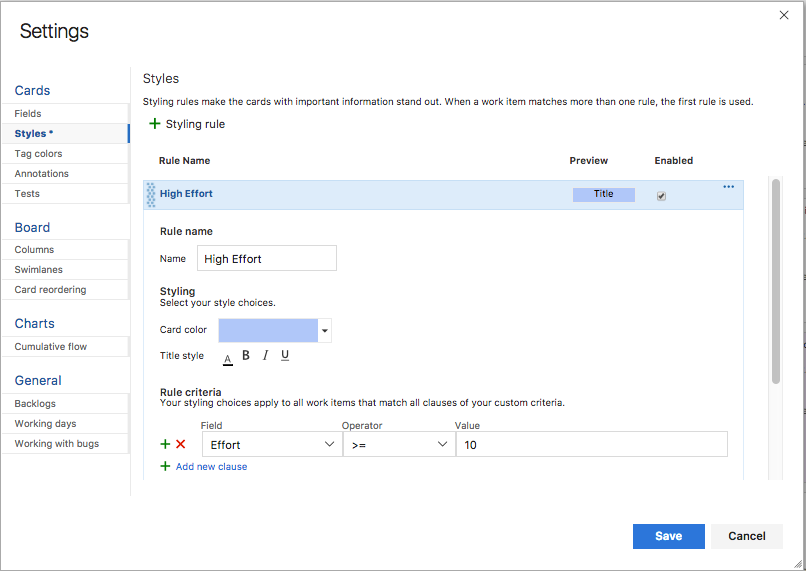 Settings
Cards
Fields
Styles *
Tag colors
Annotations
Tests
Board
Columns
Swimlanes
Card reordering
Charts
Cumulative flow
General
Backlogs
Working days
Working with bugs
Styles
Styling rules make the cards with important information stand out. When a work item matches more than one rule, the first rule is used.
Styling rule
Rule Name Preview Enabled
High Effort Title
Rule name
Name High Effort
Styling
Select your style choices.
Card color
Title style A B I U
Rule criteria
Your styling choices apply to all work items that match all clauses of your custom criteria.
Field Operator Value
Effort >= 10
Add new clause
Save Cancel